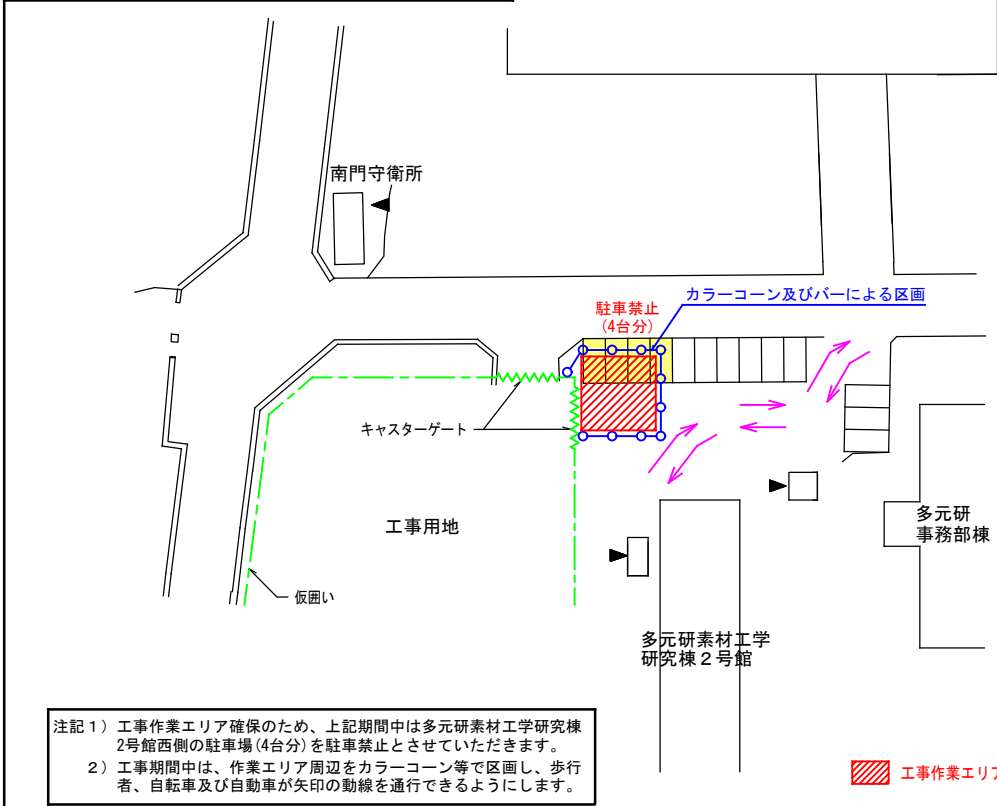 南門守衛所
カラーコーン及びバーによる区画
駐車禁止
(4台分)
キャスターゲート
工事用地
多元研
事務部棟
仮囲い
多元研素材工学
研究棟２号館
注記１）工事作業エリア確保のため、上記期間中は多元研素材工学研究棟
2号館西側の駐車場(4台分)を駐車禁止とさせていただきます。
２）工事期間中は、作業エリア周辺をカラーコーン等で区画し、歩行
者、自転車及び自動車が矢印の動線を通行できるようにします。
工事作業エリア